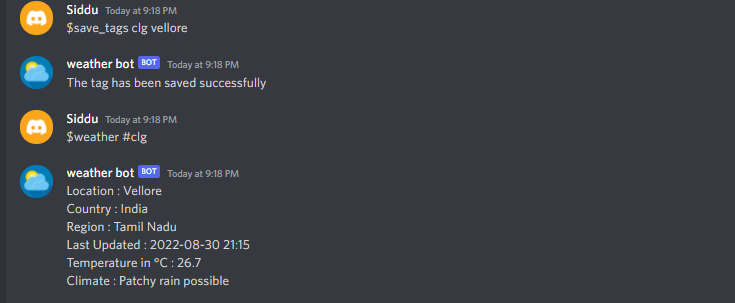 Siddu Today at 9:18 PM
$save_tags clg vellore
weather bot BOT Today at 9:18 PM
The tag has been saved successfully
Siddu Today at 9:18 PM
$weather #clg
weather bot BOT Today at 9:18 PM
Location : Vellore
Country : India
Region : Tamil Nadu
Last Updated : 2022-08-30 21:15
Temperature in °C : 26.7
Climate : Patchy rain possible